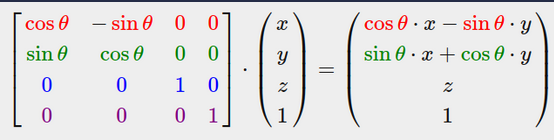 cos θ − sin θ 0 0 x cos θ · x − sin θ · y
sin θ cos θ 0 0 y sin θ · x + cos θ · y
0 0 1 0 · z = z
0 0 0 1 1 1